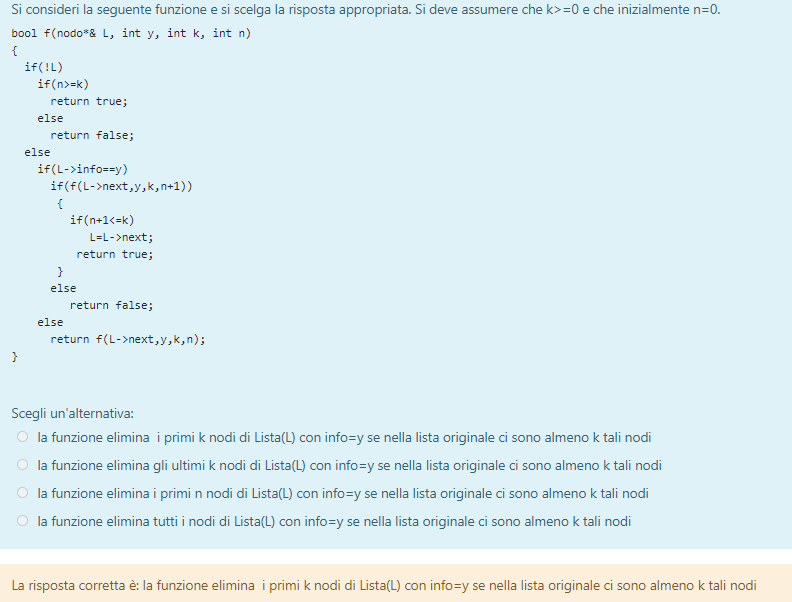 Si consideri la seguente funzione e si scelga la risposta appropriata. Si deve assumere che k>=0 e che inizialmente n=0.
bool f(nodo*& L, int y, int k, int n)
{
  if(!L)
    if(n>=k)
      return true;
    else
      return false;
  else
    if(L->info==y)
      if(f(L->next,y,k,n+1))
      {
        if(n+1<=k)
           L=L->next;
         return true;
      }
      else
        return false;
    else
      return f(L->next,y,k,n);
}
Scegli un'alternativa:
la funzione elimina  i primi k nodi di Lista(L) con info=y se nella lista originale ci sono almeno k tali nodi
la funzione elimina gli ultimi k nodi di Lista(L) con info=y se nella lista originale ci sono almeno k tali nodi
la funzione elimina i primi n nodi di Lista(L) con info=y se nella lista originale ci sono almeno k tali nodi
la funzione elimina tutti i nodi di Lista(L) con info=y se nella lista originale ci sono almeno k tali nodi
La risposta corretta è: la funzione elimina  i primi k nodi di Lista(L) con info=y se nella lista originale ci sono almeno k tali nodi